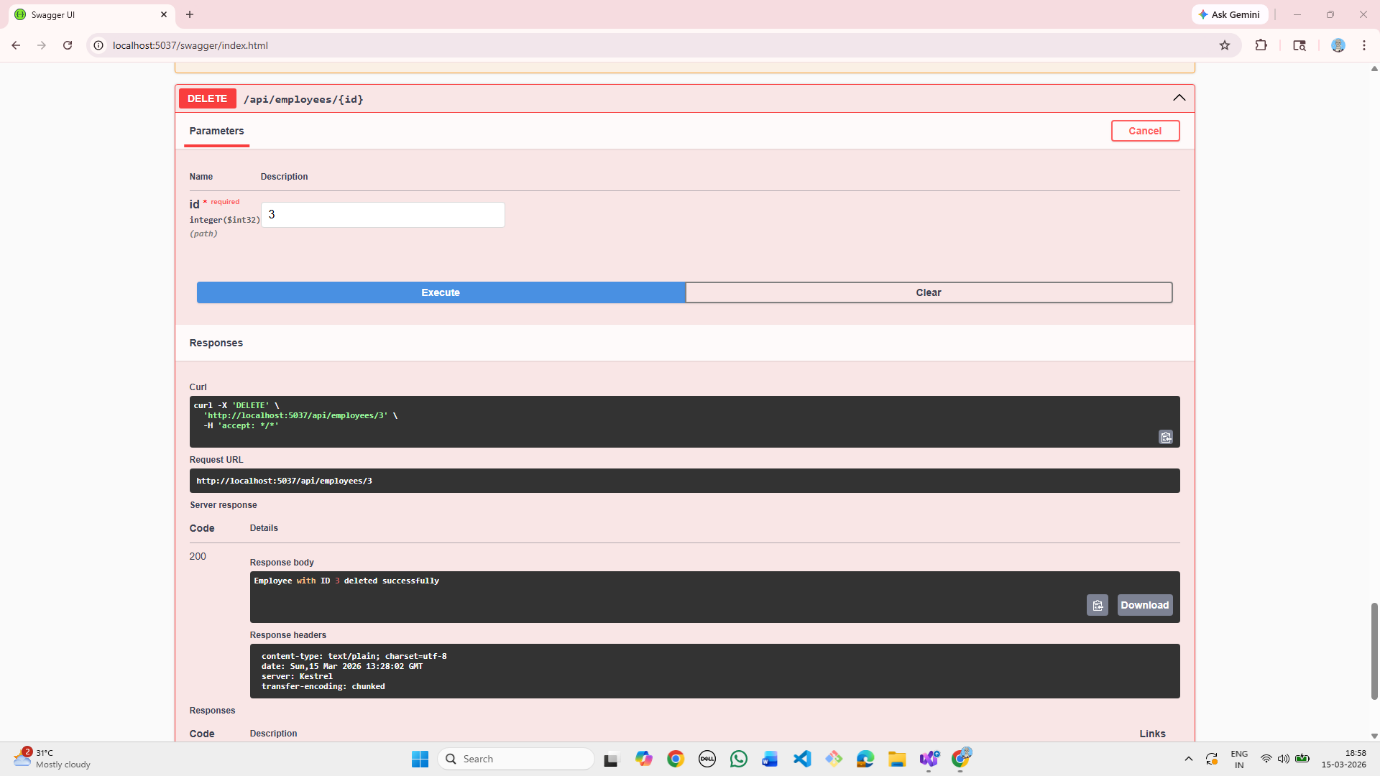 Swagger UI
Ask Gemini
localhost:5037/swagger/index.html
DELETE /api/employees/{id}
Parameters
Cancel
Name Description
id * required
integer($int32)
(path)
3
Execute
Clear
Responses
Curl
curl -X 'DELETE' \
'http://localhost:5037/api/employees/3' \
-H 'accept: */*'
Request URL
http://localhost:5037/api/employees/3
Server response
Code Details
200
Response body
Employee with ID 3 deleted successfully
Download
Response headers
content-type: text/plain; charset=utf-8
date: Sun,15 Mar 2026 13:28:02 GMT
server: Kestrel
transfer-encoding: chunked
Responses
Code Description Links
2
31°C
Mostly cloudy
Search
DELL
ENG
IN
18:58
15-03-2026